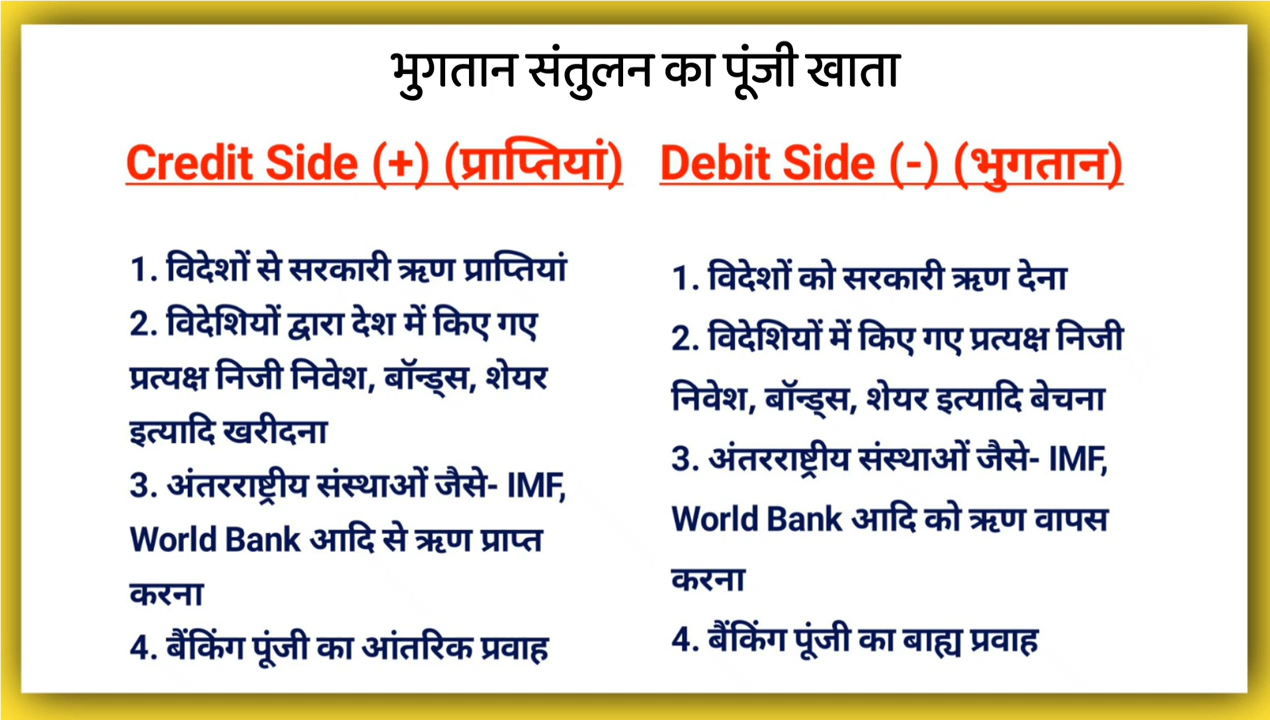 भुगतान संतुलन का पूंजी खाता
Credit Side (+) (प्राप्तियां)
1. विदेशों से सरकारी ऋण प्राप्तियां
2. विदेशियों द्वारा देश में किए गए
प्रत्यक्ष निजी निवेश, बॉन्ड्स, शेयर
इत्यादि खरीदना
3. अंतरराष्ट्रीय संस्थाओं जैसे- IMF,
World Bank आदि से ऋण प्राप्त
करना
4. बैंकिंग पूंजी का आंतरिक प्रवाह
Debit Side (-) (भुगतान)
1. विदेशों को सरकारी ऋण देना
2. विदेशियों में किए गए प्रत्यक्ष निजी
निवेश, बॉन्ड्स, शेयर इत्यादि बेचना
3. अंतरराष्ट्रीय संस्थाओं जैसे- IMF,
World Bank आदि को ऋण वापस
करना
4. बैंकिंग पूंजी का बाह्य प्रवाह